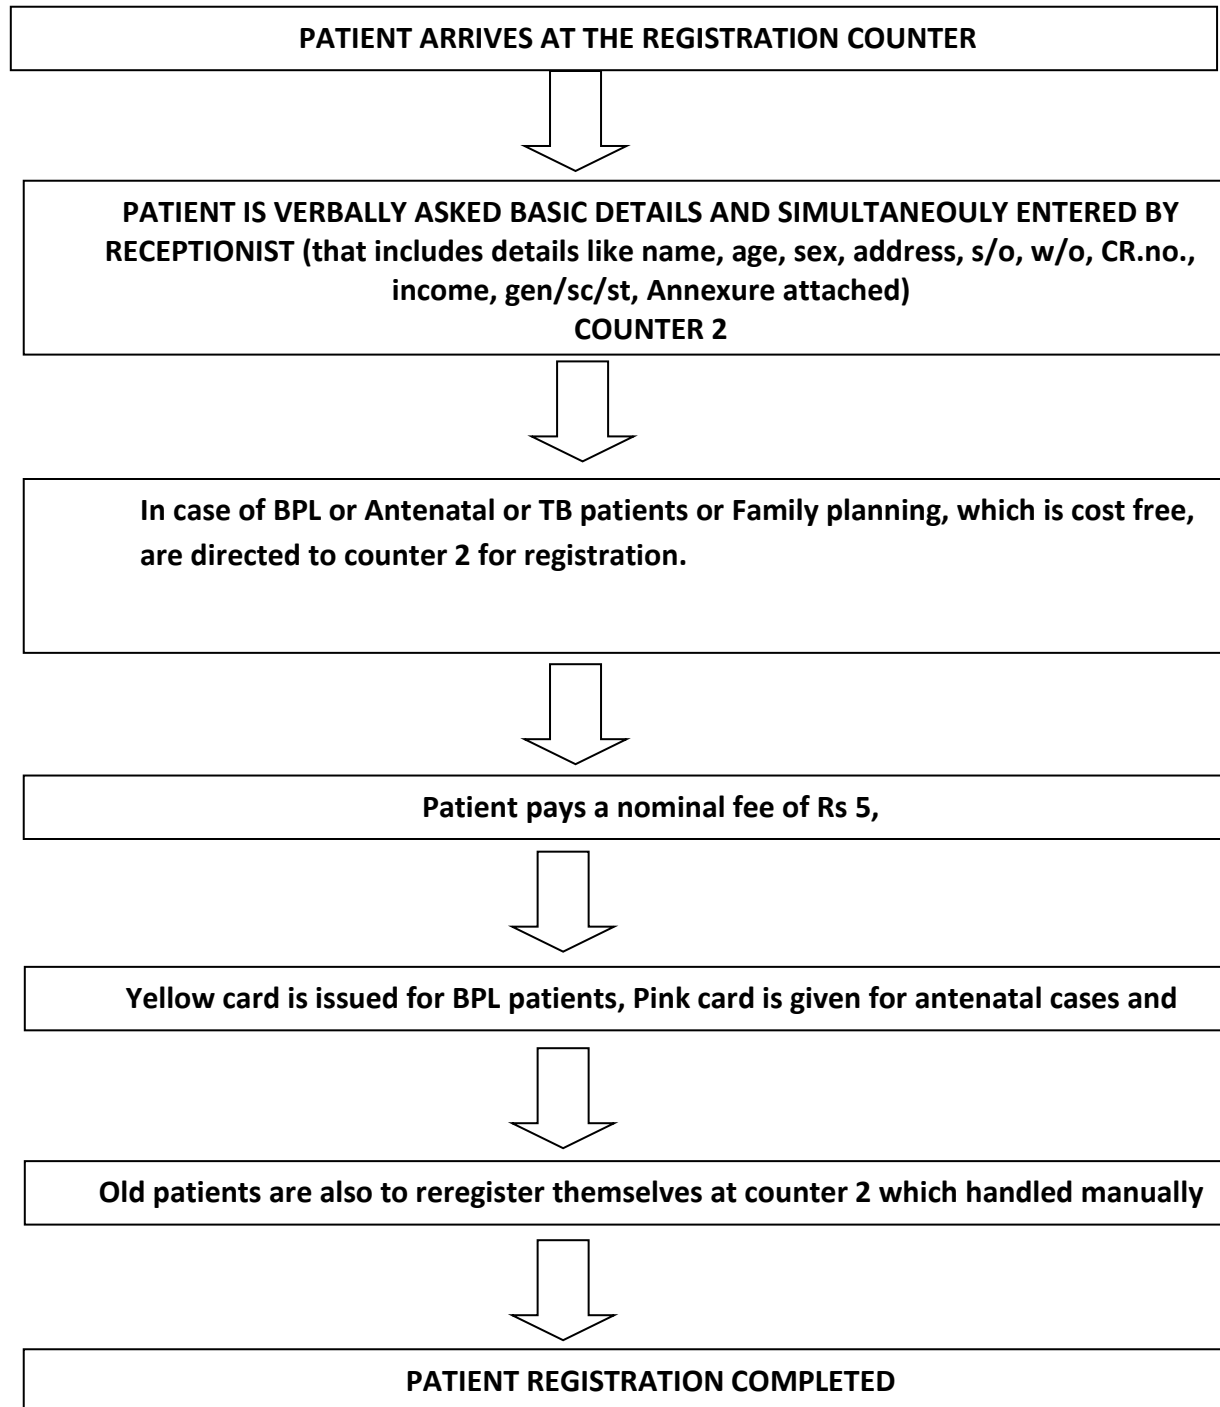 PATIENT ARRIVES AT THE REGISTRATION COUNTER
PATIENT IS VERBALLY ASKED BASIC DETAILS AND SIMULTANEOULY ENTERED BY
RECEPTIONIST (that includes details like name, age, sex, address, s/o, w/o, CR.no.,
income, gen/sc/st, Annexure attached)
COUNTER 2
In case of BPL or Antenatal or TB patients or Family planning, which is cost free,
are directed to counter 2 for registration.
Patient pays a nominal fee of Rs 5,
Yellow card is issued for BPL patients, Pink card is given for antenatal cases and
Old patients are also to reregister themselves at counter 2 which handled manually
PATIENT REGISTRATION COMPLETED